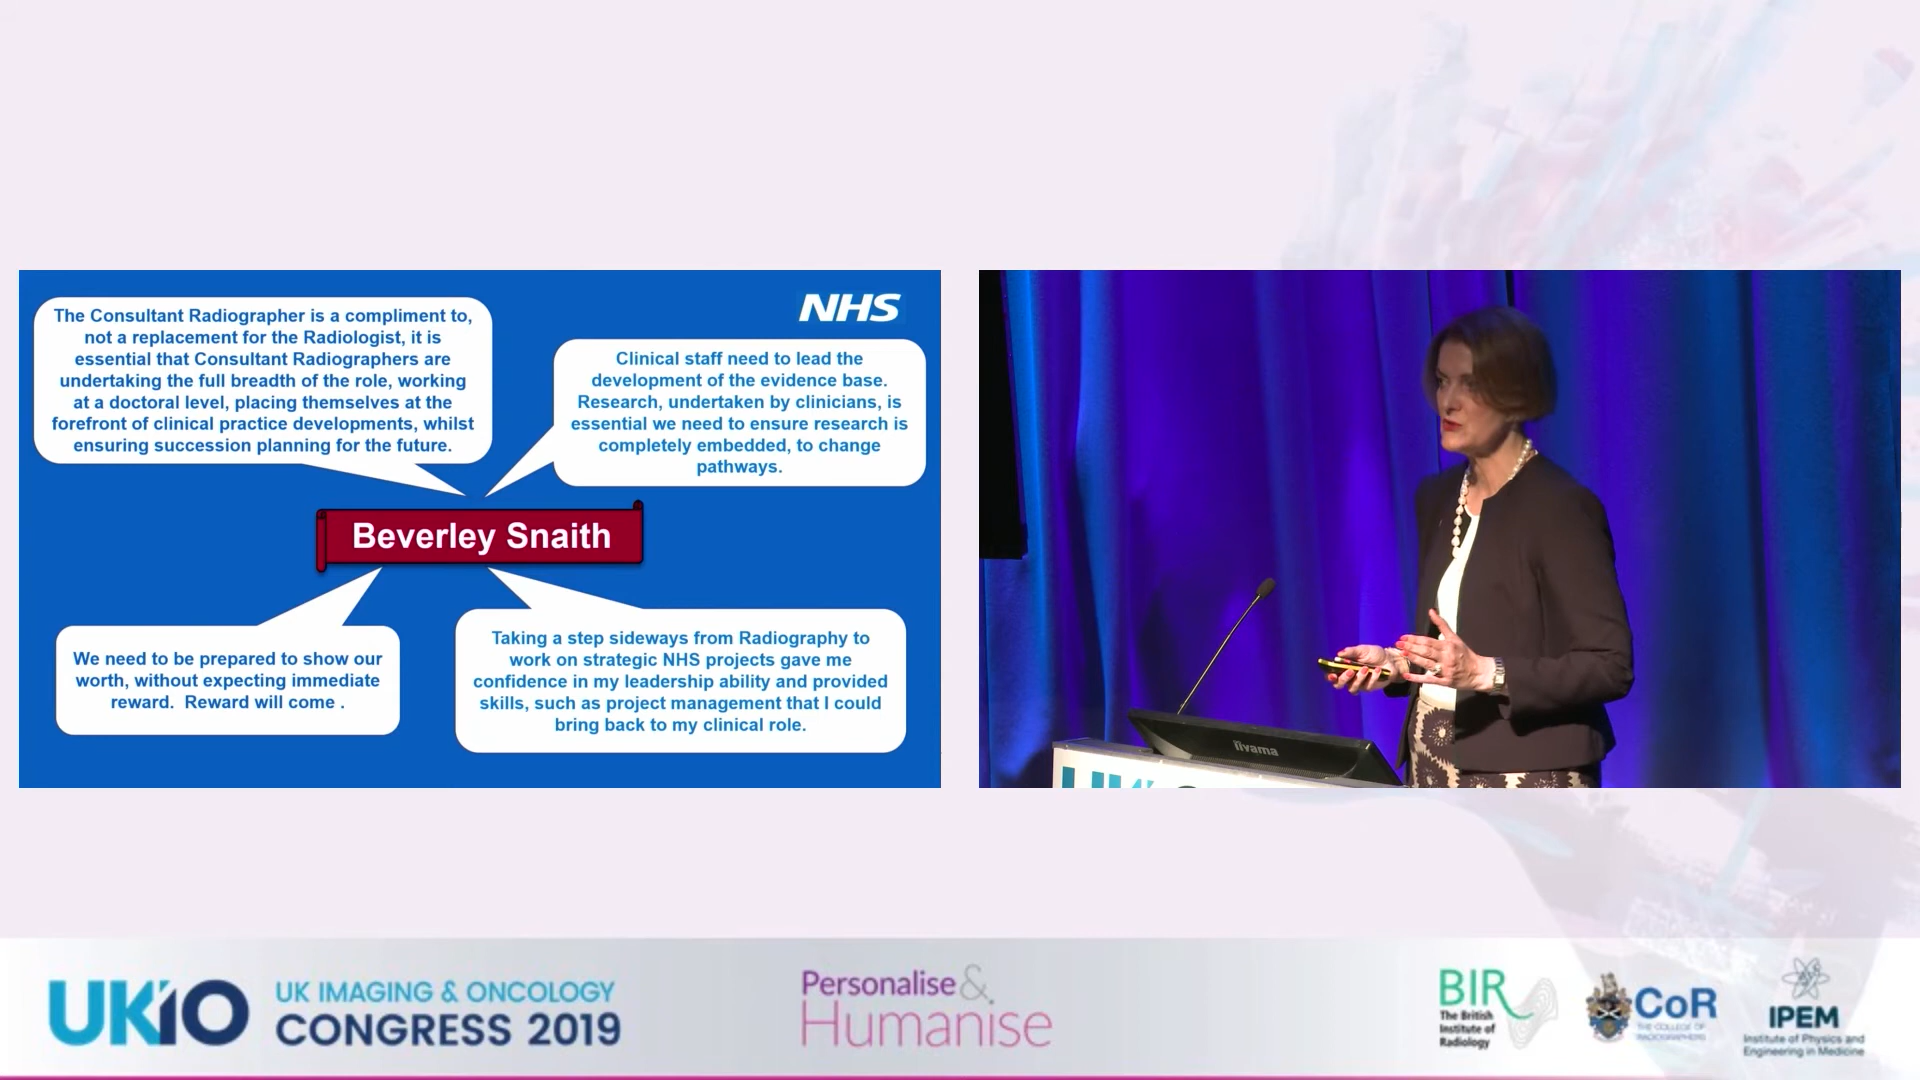 The Consultant Radiographer is a compliment to,
not a replacement for the Radiologist, it is
essential that Consultant Radiographers are
undertaking the full breadth of the role, working
at a doctoral level, placing themselves at the
forefront of clinical practice developments, whilst
ensuring succession planning for the future.
NHS
Clinical staff need to lead the
development of the evidence base.
Research, undertaken by clinicians, is
essential we need to ensure research is
completely embedded, to change
pathways.
Beverley Snaith
We need to be prepared to show our
worth, without expecting immediate
reward. Reward will come .
Taking a step sideways from Radiography to
work on strategic NHS projects gave me
confidence in my leadership ability and provided
skills, such as project management that I could
bring back to my clinical role.
iiyama
UKiO
UK IMAGING & ONCOLOGY
CONGRESS 2019
Personalise &
Humanise
BIR
The British
Institute of
Radiology
CoR
THE COLLEGE OF
RADIOGRAPHERS
IPEM
Institute of Physics and
Engineering in Medicine